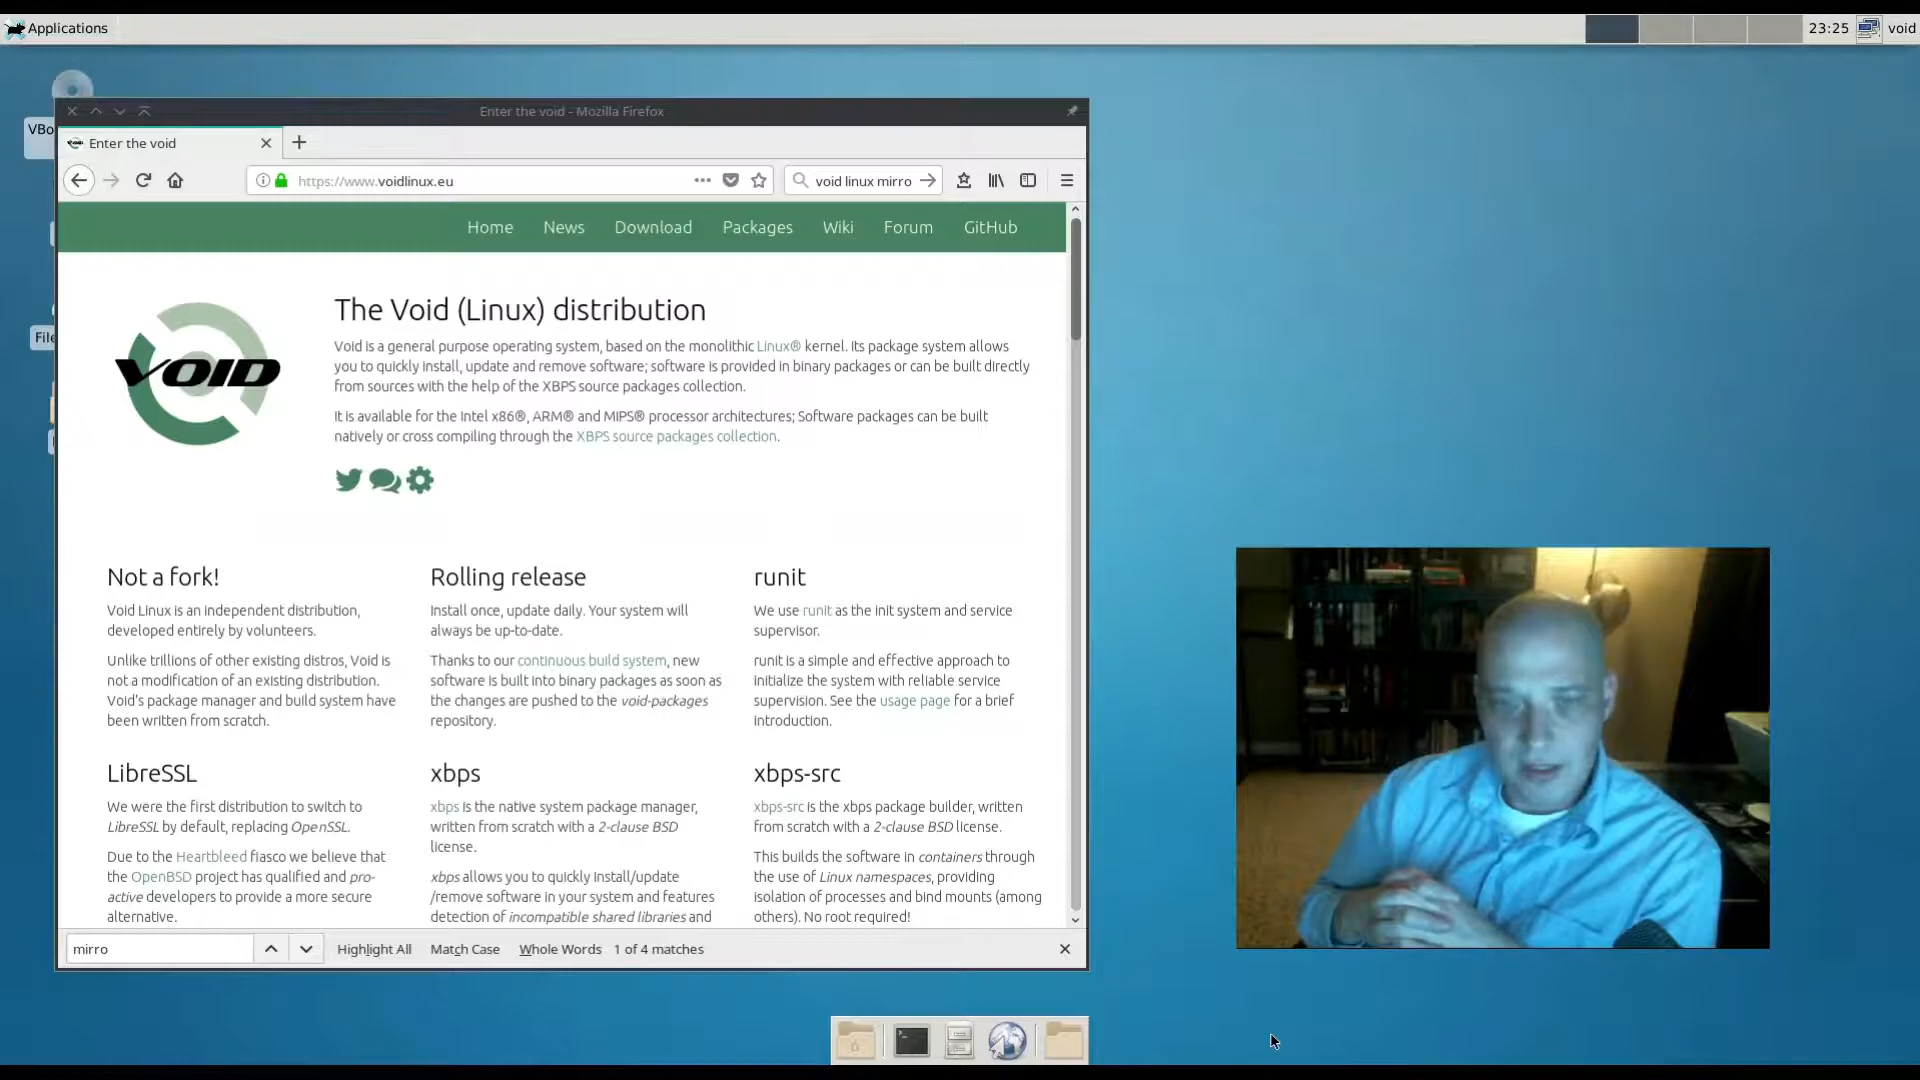 Applications
23:25
void
VBo
File
Enter the void - Mozilla Firefox
Enter the void
https://www.voidlinux.eu
void linux mirro
Home News Download Packages Wiki Forum GitHub
VOID
The Void (Linux) distribution
Void is a general purpose operating system, based on the monolithic Linux® kernel. Its package system allows
you to quickly install, update and remove software; software is provided in binary packages or can be built directly
from sources with the help of the XBPS source packages collection.
It is available for the Intel x86®, ARM® and MIPS® processor architectures; Software packages can be built
natively or cross compiling through the XBPS source packages collection.
Not a fork!
Void Linux is an independent distribution,
developed entirely by volunteers.
Unlike trillions of other existing distros, Void is
not a modification of an existing distribution.
Void's package manager and build system have
been written from scratch.
Rolling release
Install once, update daily. Your system will
always be up-to-date.
Thanks to our continuous build system, new
software is built into binary packages as soon as
the changes are pushed to the void-packages
repository.
runit
We use runit as the init system and service
supervisor.
runit is a simple and effective approach to
initialize the system with reliable service
supervision. See the usage page for a brief
introduction.
LibreSSL
We were the first distribution to switch to
LibreSSL by default, replacing OpenSSL.
Due to the Heartbleed fiasco we believe that
the OpenBSD project has qualified and pro-
active developers to provide a more secure
alternative.
xbps
xbps is the native system package manager,
written from scratch with a 2-clause BSD
license.
xbps allows you to quickly install/update
/remove software in your system and features
detection of incompatible shared libraries and
xbps-src
xbps-src is the xbps package builder, written
from scratch with a 2-clause BSD license.
This builds the software in containers through
the use of Linux namespaces, providing
isolation of processes and bind mounts (among
others). No root required!
mirro
Highlight All
Match Case
Whole Words
1 of 4 matches